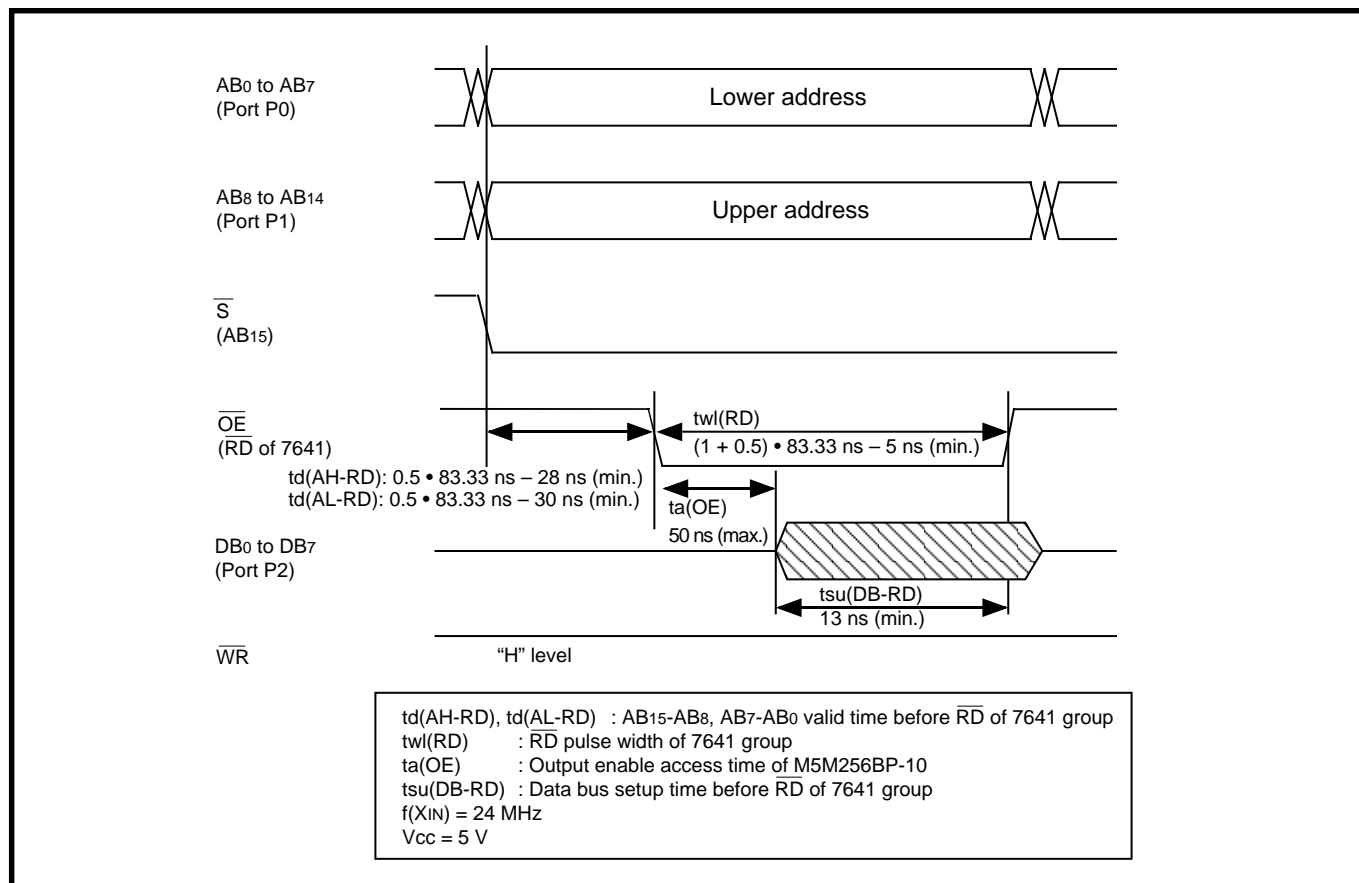 AB0 to AB7
(Port P0)
Lower address
AB8 to AB14
(Port P1)
Upper address
S
(AB15)
OE
(RD of 7641)
twl(RD)
(1 + 0.5) • 83.33 ns – 5 ns (min.)
td(AH-RD): 0.5 • 83.33 ns – 28 ns (min.)
td(AL-RD): 0.5 • 83.33 ns – 30 ns (min.)
ta(OE)
50 ns (max.)
DB0 to DB7
(Port P2)
tsu(DB-RD)
13 ns (min.)
WR
“H” level
td(AH-RD), td(AL-RD) : AB15-AB8, AB7-AB0 valid time before RD of 7641 group
twl(RD) : RD pulse width of 7641 group
ta(OE) : Output enable access time of M5M256BP-10
tsu(DB-RD) : Data bus setup time before RD of 7641 group
f(XIN) = 24 MHz
Vcc = 5 V